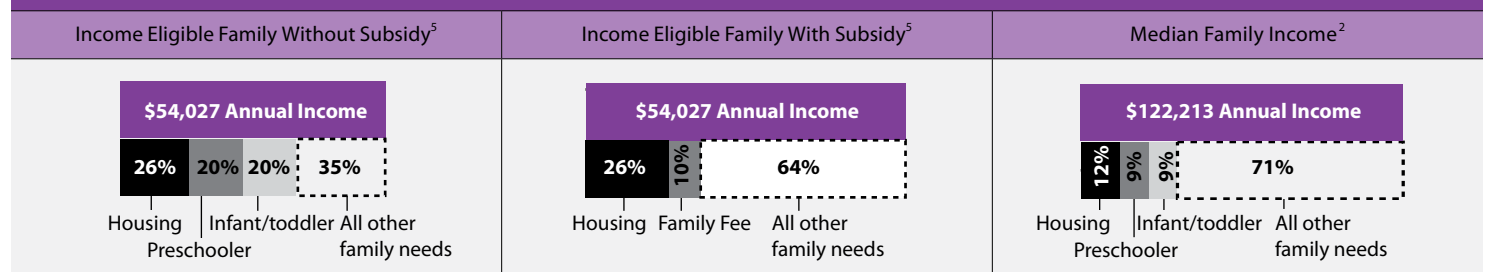 Income Eligible Family Without Subsidy5
$54,027 Annual Income
26% 20% 20% 35%
Housing Infant/toddler All other
Preschooler family needs
Income Eligible Family With Subsidy5
$54,027 Annual Income
26% 10% 64%
Housing Family Fee All other
family needs
Median Family Income2
$122,213 Annual Income
12% 9% 9% 71%
Housing Infant/toddler All other
Preschooler family needs